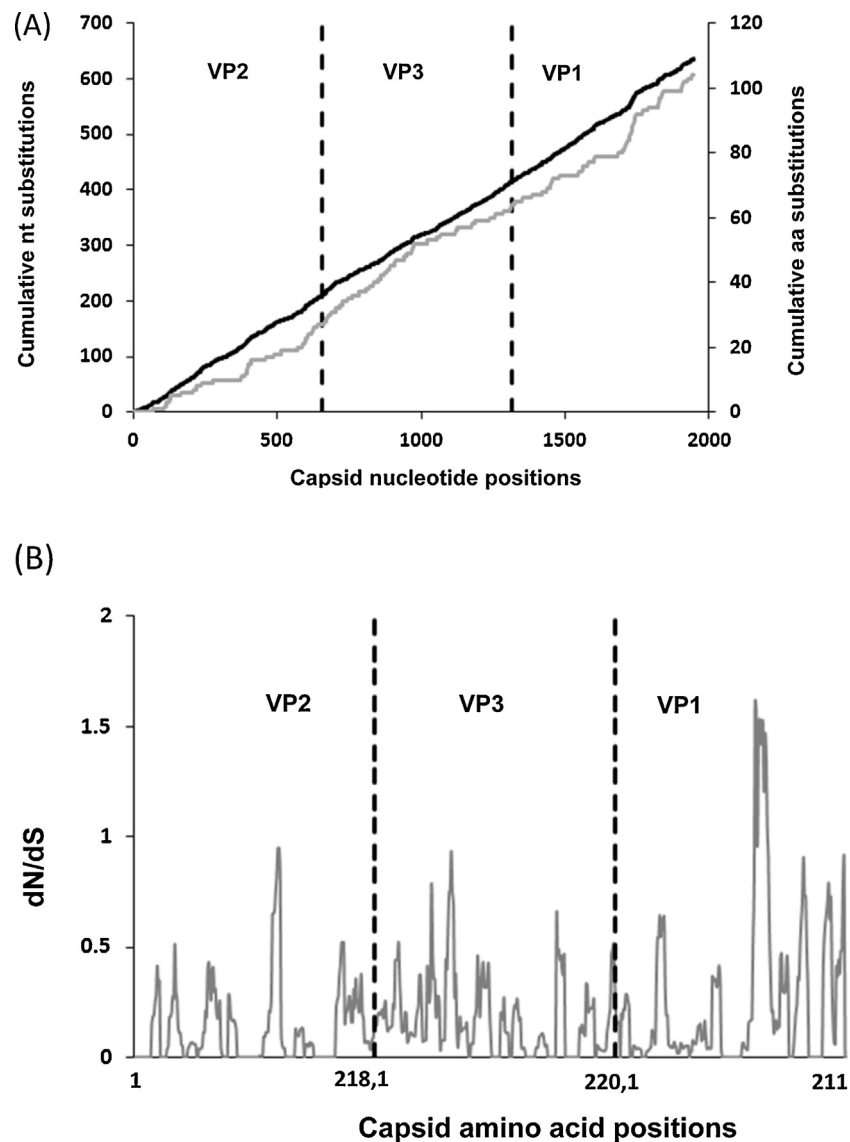 (A)
700
600
500
400
300
200
100
0
Cumulative nt substitutions
VP2
VP3
VP1
120
100
80
60
40
20
0
Cumulative aa substitutions
0
500
1000
1500
2000
Capsid nucleotide positions
(B)
2
1.5
1
0.5
0
dN/dS
VP2
VP3
VP1
1
218,1
220,1
211
Capsid amino acid positions